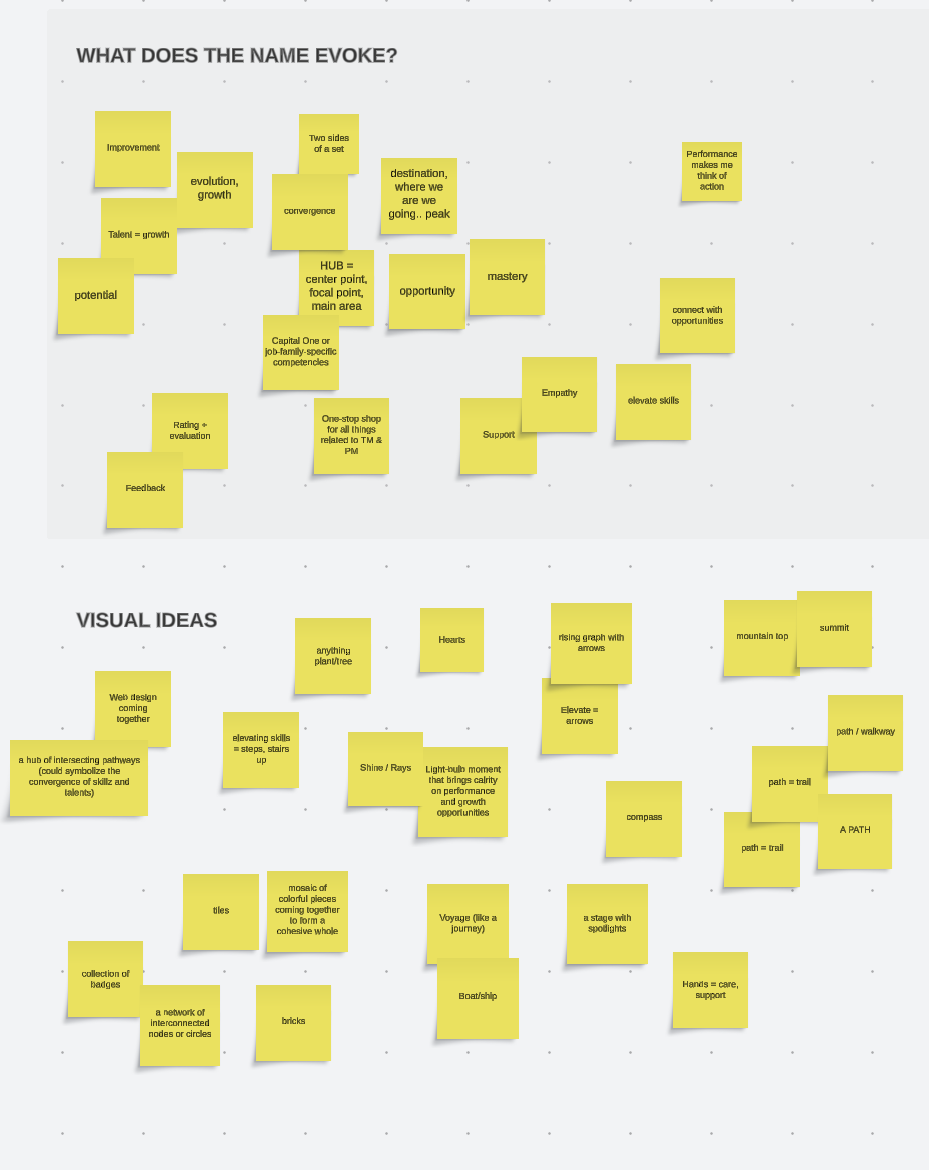 WHAT DOES THE NAME EVOKE?
Improvement
evolution,
growth
Talent = growth
potential
Two sides
of a set
convergence
destination,
where we
are we
going.. peak
HUB =
center point,
focal point,
main area
opportunity
mastery
Capital One or
job-family-specific
competencies
Performance
makes me
think of
action
connect with
opportunities
elevate skills
Empathy
Support
One-stop shop
for all things
related to TM &
PM
Rating +
evaluation
Feedback
VISUAL IDEAS
anything
plant/tree
Hearts
rising graph with
arrows
Elevate =
arrows
mountain top
summit
Web design
coming
together
a hub of intersecting pathways
(could symbolize the
convergence of skillz and
talents)
elevating skills
= steps, stairs
up
Shine / Rays
Light-bulb moment
that brings calrity
on performance
and growth
opportunities
compass
path / walkway
path = trail
A PATH
path = trail
tiles
mosaic of
colorful pieces
coming together
to form a
cohesive whole
Voyage (like a
journey)
Boat/ship
a stage with
spotlights
Hands = care,
support
collection of
badges
a network of
interconnected
nodes or circles
bricks